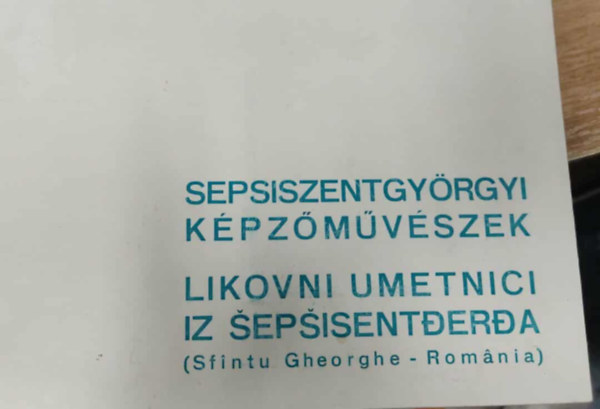 SEPSISZENTGYÖRGYI
KÉPZŐMŰVÉSZEK
LIKOVNI UMETNICI
IZ ŠEPŠISENTĐERĐA
(Sfintu Gheorghe - România)